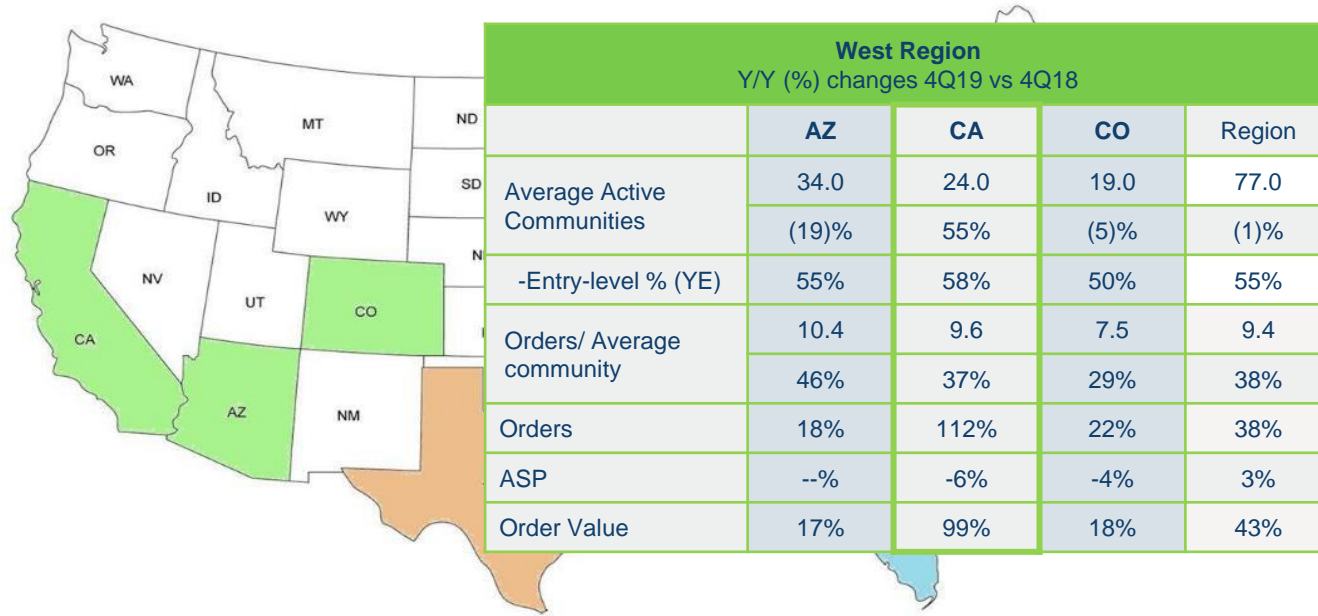 West Region
Y/Y (%) changes 4Q19 vs 4Q18
AZ CA CO Region
Average Active Communities 34.0 24.0 19.0 77.0
(19)% 55% (5)% (1)%
-Entry-level % (YE) 55% 58% 50% 55%
Orders/ Average community 10.4 9.6 7.5 9.4
46% 37% 29% 38%
Orders 18% 112% 22% 38%
ASP --% -6% -4% 3%
Order Value 17% 99% 18% 43%
WA
MT
ND
OR
ID
SD
WY
NV
UT
CO
CA
AZ
NM